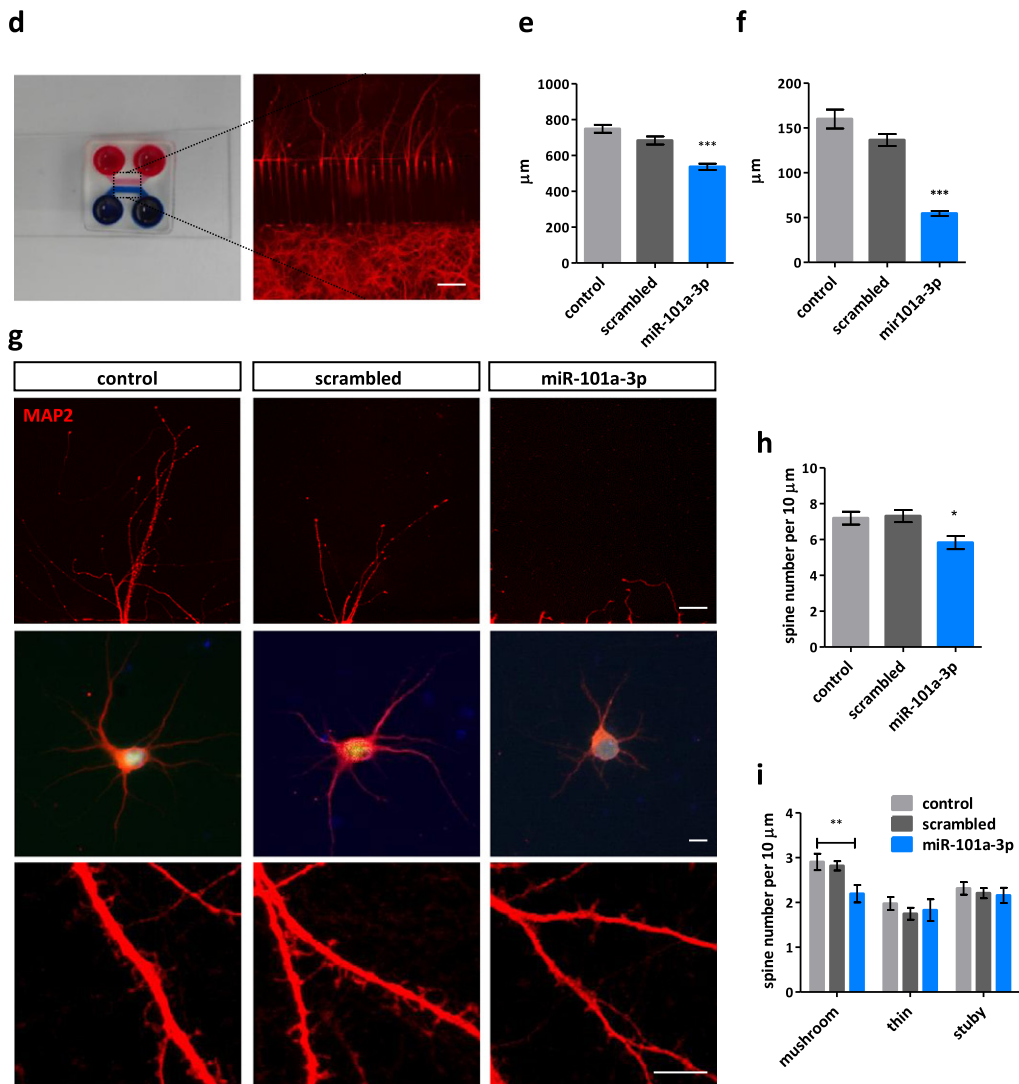 d
e
f
μm
1000
800
600
400
200
0
***
control
scrambled
miR-101a-3p
μm
200
150
100
50
0
***
control
scrambled
mir101a-3p
g
control
scrambled
miR-101a-3p
MAP2
h
spine number per 10 μm
10
8
6
4
2
0
*
control
scrambled
miR-101a-3p
i
control
scrambled
miR-101a-3p
spine number per 10 μm
4
3
2
1
0
**
mushroom
thin
stuby